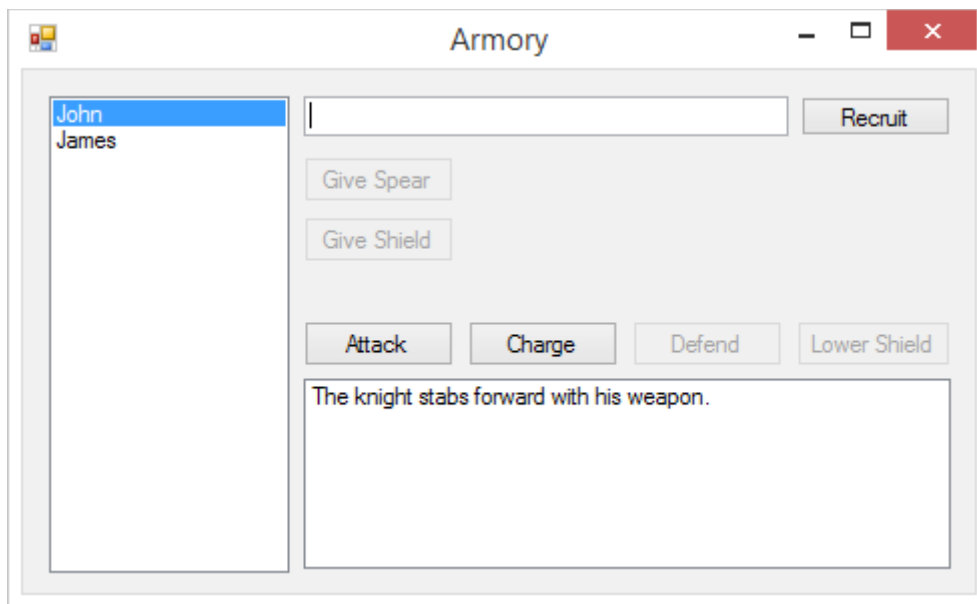 Armory
John
James
Recruit
Give Spear
Give Shield
Attack
Charge
Defend
Lower Shield
The knight stabs forward with his weapon.